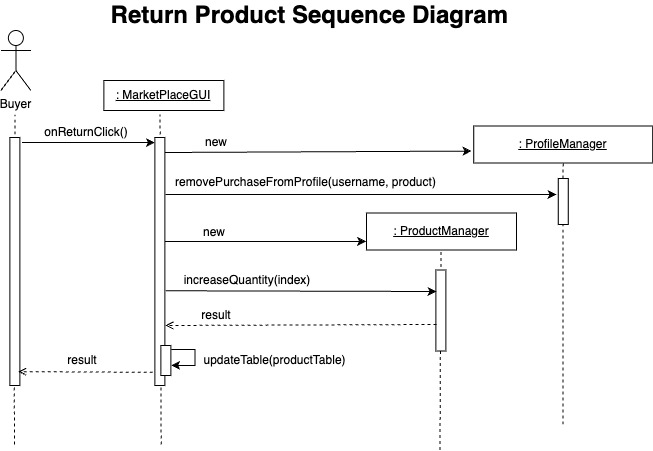 Return Product Sequence Diagram
Buyer
: MarketPlaceGUI
onReturnClick()
new
: ProfileManager
removePurchaseFromProfile(username, product)
new
: ProductManager
increaseQuantity(index)
result
result
updateTable(productTable)